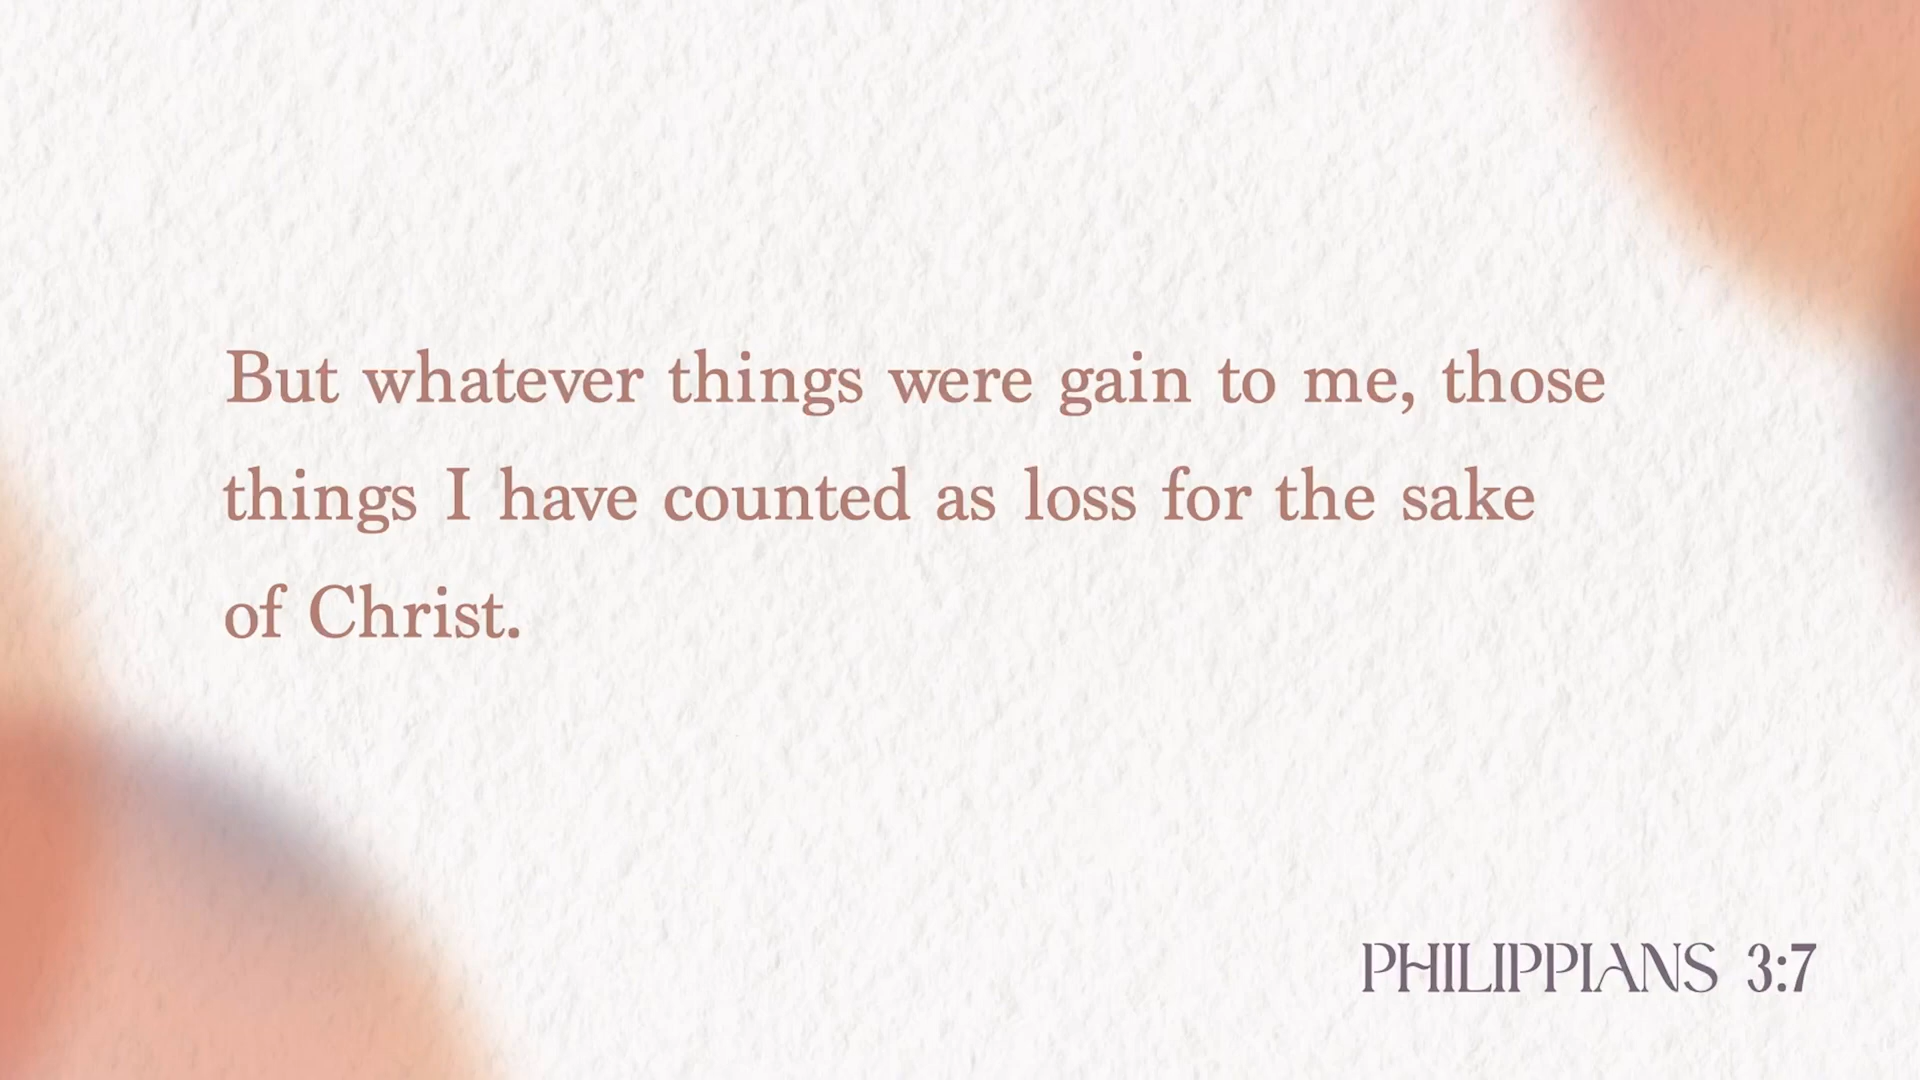 But whatever things were gain to me, those
things I have counted as loss for the sake
of Christ.
PHILIPPIANS 3:7